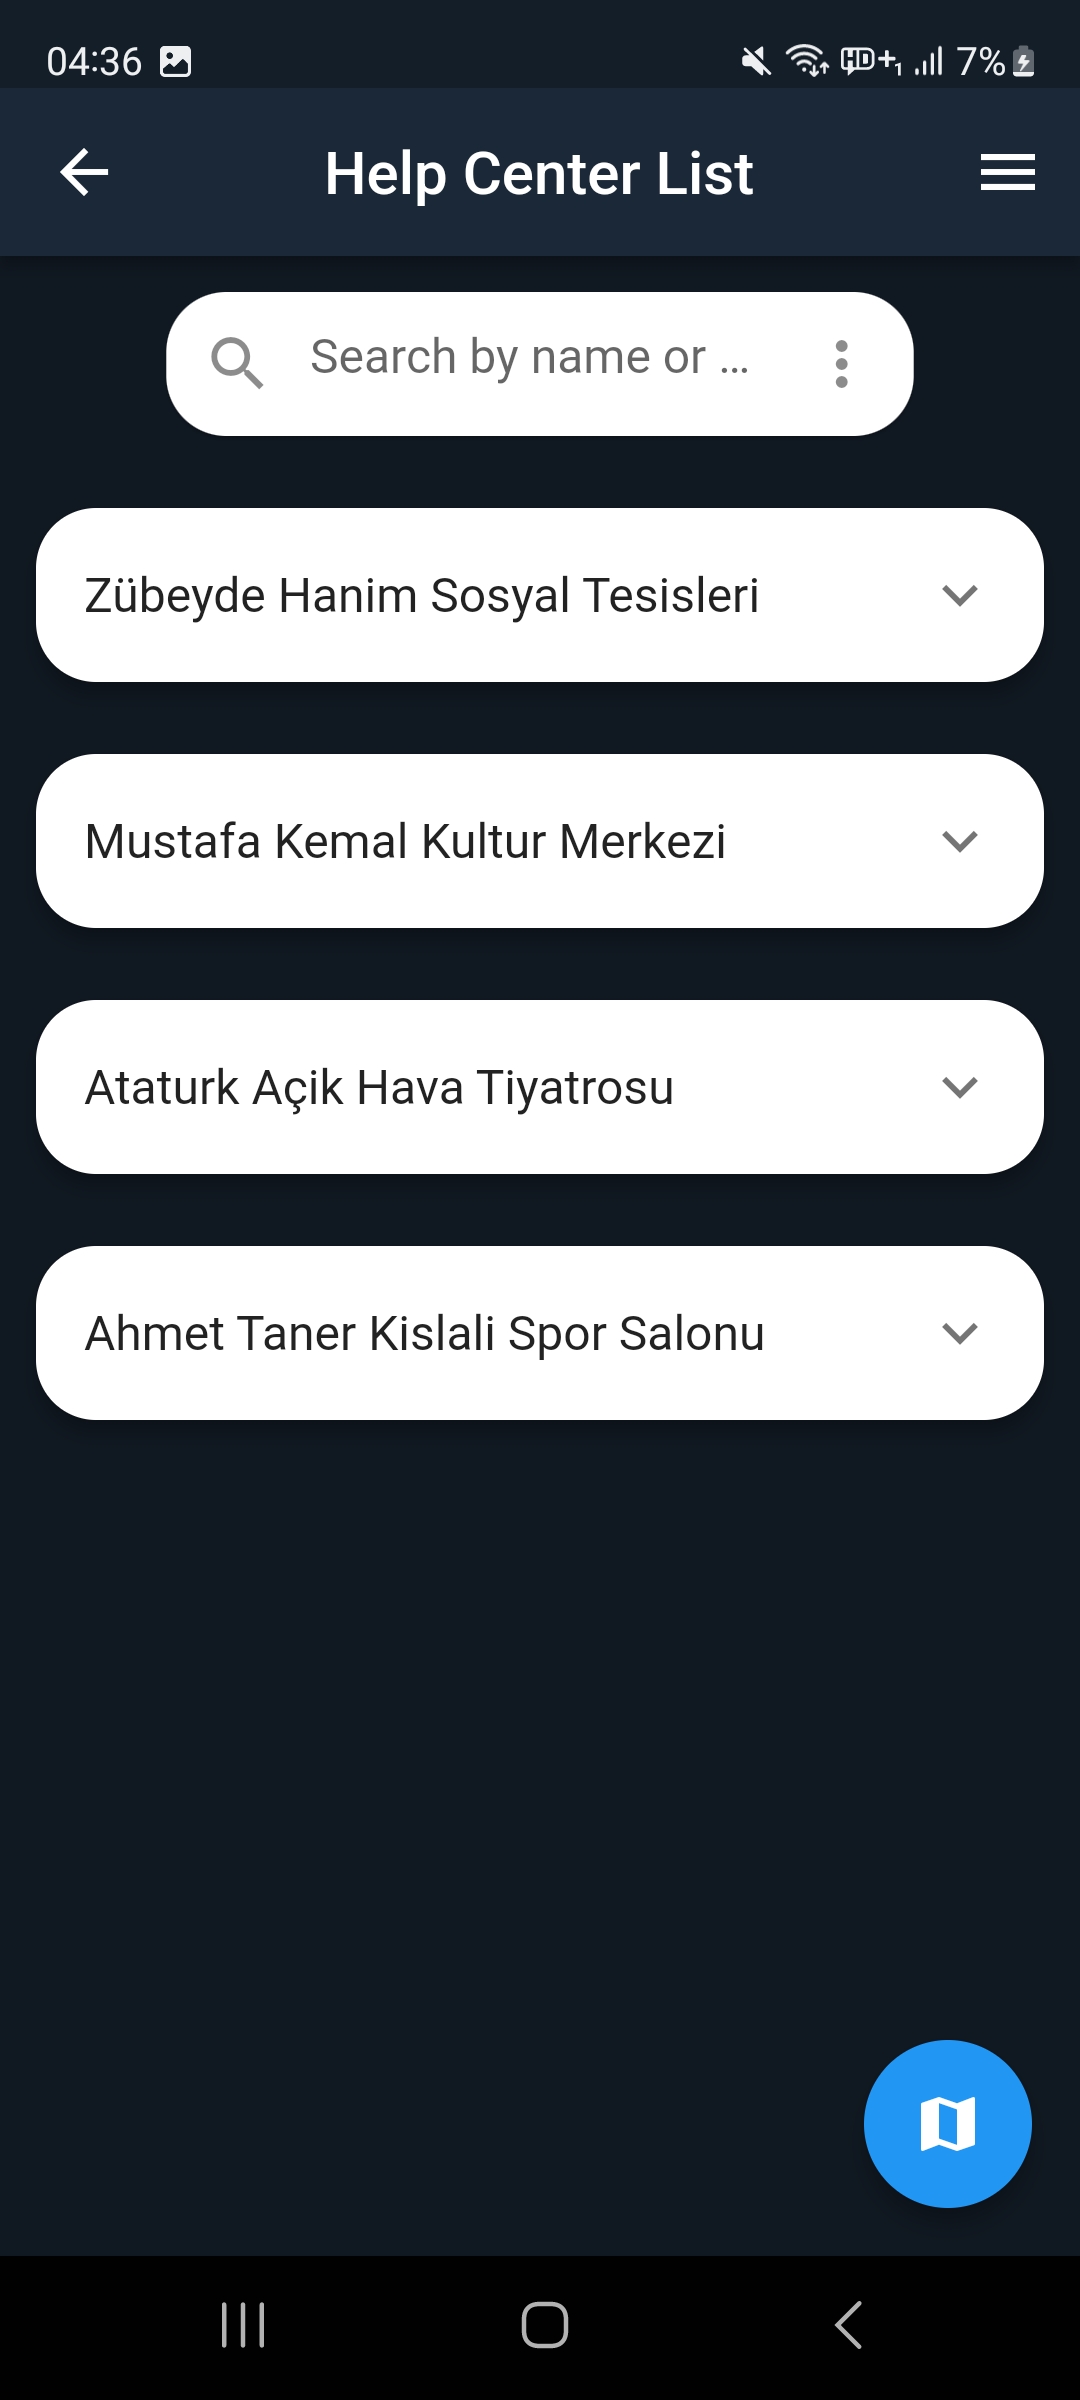 04:36 7%
Help Center List
Search by name or ...
Zübeyde Hanim Sosyal Tesisleri
Mustafa Kemal Kultur Merkezi
Ataturk Açik Hava Tiyatrosu
Ahmet Taner Kislali Spor Salonu